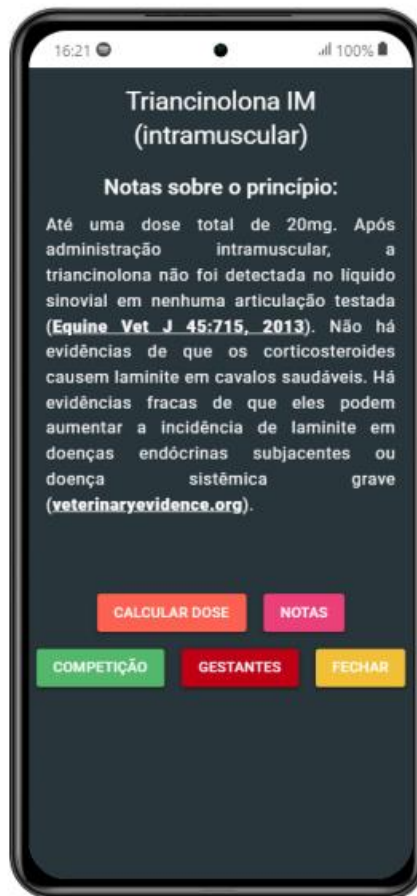 16:21 100%
Triancinolona IM
(intramuscular)
Notas sobre o princípio:
Até uma dose total de 20mg. Após
administração intramuscular, a
triancinolona não foi detectada no líquido
sinovial em nenhuma articulação testada
(Equine Vet J 45:715, 2013). Não há
evidências de que os corticosteroides
causem laminite em cavalos saudáveis. Há
evidências fracas de que eles podem
aumentar a incidência de laminite em
doenças endócrinas subjacentes ou
doença sistêmica grave
(veterinaryevidence.org).
CALCULAR DOSE NOTAS
COMPETIÇÃO GESTANTES FECHAR